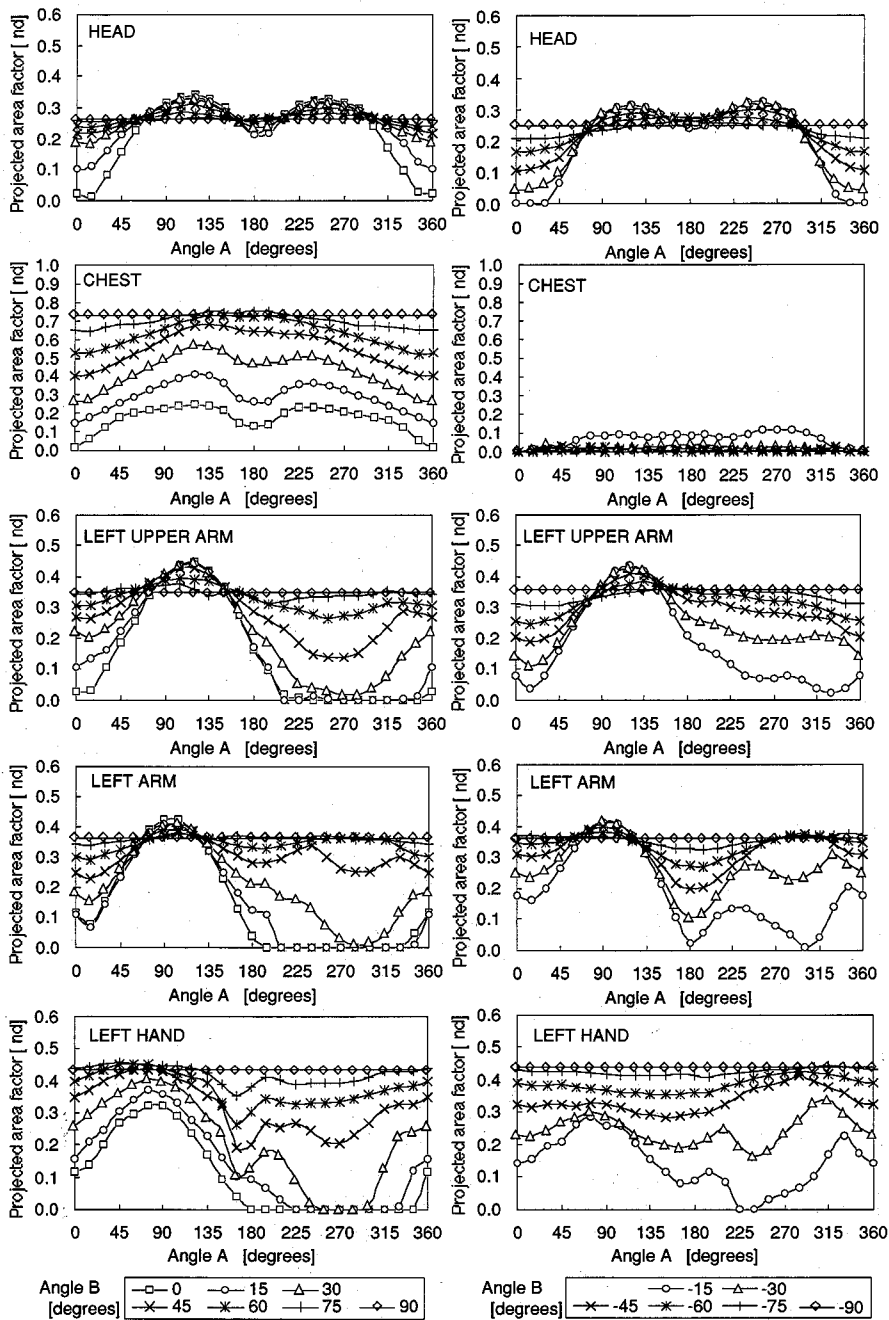 HEAD
Projected area factor [ nd]
0.6
0.5
0.4
0.3
0.2
0.1
0.0
0 45 90 135 180 225 270 315 360
Angle A [degrees]
HEAD
Projected area factor [ nd]
0.6
0.5
0.4
0.3
0.2
0.1
0.0
0 45 90 135 180 225 270 315 360
Angle A [degrees]
CHEST
Projected area factor [ nd]
1.0
0.9
0.8
0.7
0.6
0.5
0.4
0.3
0.2
0.1
0.0
0 45 90 135 180 225 270 315 360
Angle A [degrees]
CHEST
Projected area factor [ nd]
1.0
0.9
0.8
0.7
0.6
0.5
0.4
0.3
0.2
0.1
0.0
0 45 90 135 180 225 270 315 360
Angle A [degrees]
LEFT UPPER ARM
Projected area factor [ nd]
0.6
0.5
0.4
0.3
0.2
0.1
0.0
0 45 90 135 180 225 270 315 360
Angle A [degrees]
LEFT UPPER ARM
Projected area factor [ nd]
0.6
0.5
0.4
0.3
0.2
0.1
0.0
0 45 90 135 180 225 270 315 360
Angle A [degrees]
LEFT ARM
Projected area factor [ nd]
0.6
0.5
0.4
0.3
0.2
0.1
0.0
0 45 90 135 180 225 270 315 360
Angle A [degrees]
LEFT ARM
Projected area factor [ nd]
0.6
0.5
0.4
0.3
0.2
0.1
0.0
0 45 90 135 180 225 270 315 360
Angle A [degrees]
LEFT HAND
Projected area factor [ nd]
0.6
0.5
0.4
0.3
0.2
0.1
0.0
0 45 90 135 180 225 270 315 360
Angle A [degrees]
LEFT HAND
Projected area factor [ nd]
0.6
0.5
0.4
0.3
0.2
0.1
0.0
0 45 90 135 180 225 270 315 360
Angle A [degrees]
Angle B
[degrees]
0 15 30
45 60 75 90
Angle B
[degrees]
-15 -30
-45 -60 -75 -90